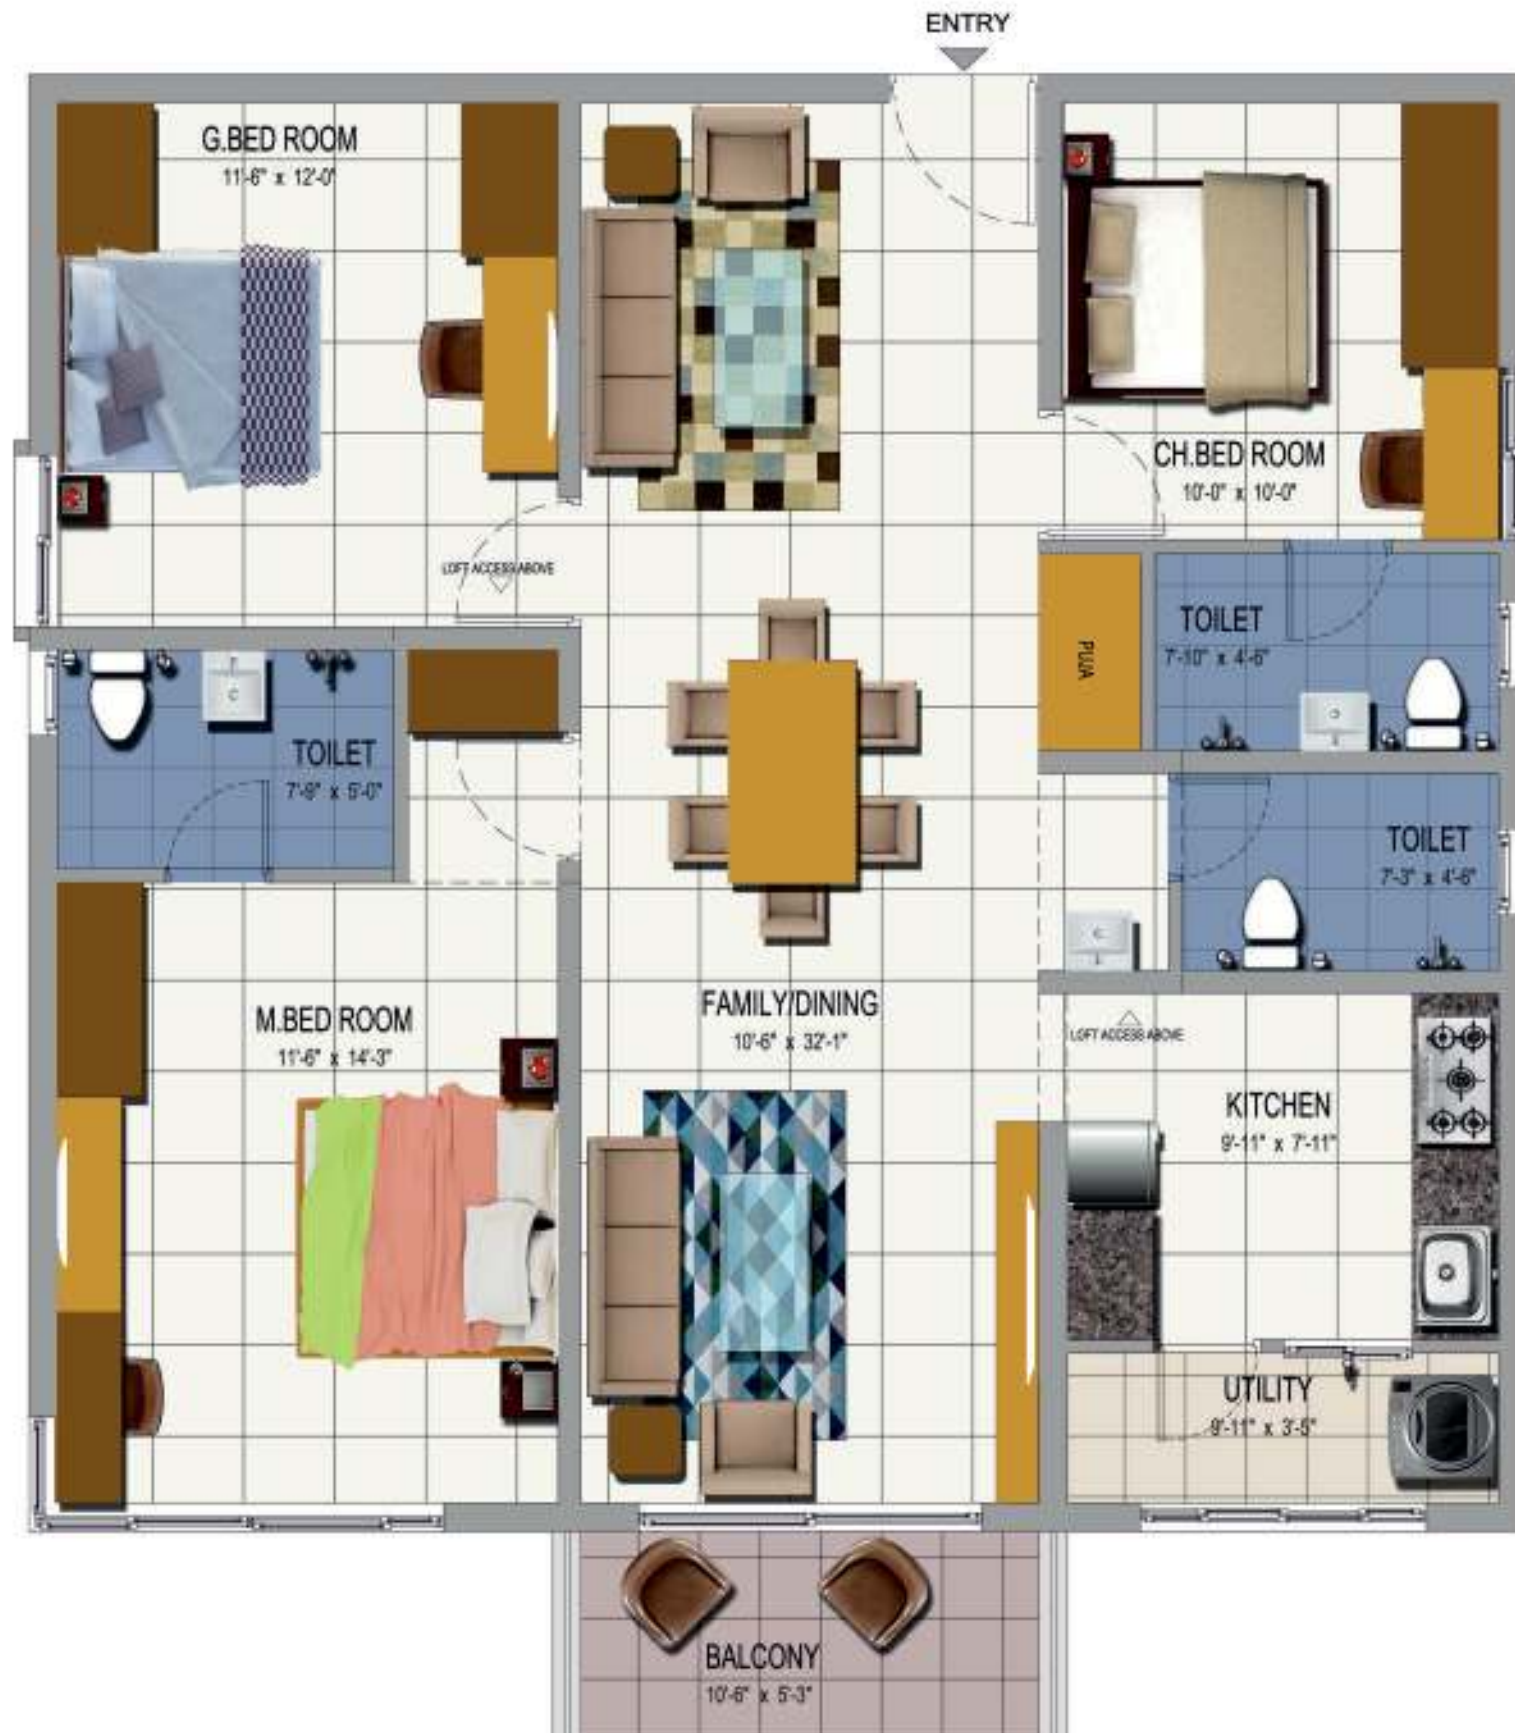 ENTRY
G.BED ROOM
11'-6" x 12'-0"
CH.BED ROOM
10'-0" x 10'-0"
LOFT ACCESS ABOVE
TOILET
7'-10" x 4'-6"
PUJA
TOILET
7'-9" x 5'-0"
TOILET
7'-3" x 4'-6"
M.BED ROOM
11'-6" x 14'-3"
FAMILY/DINING
10'-6" x 32'-1"
LOFT ACCESS ABOVE
KITCHEN
9'-11" x 7'-11"
UTILITY
9'-11" x 3'-5"
BALCONY
10'-6" x 5'-3"